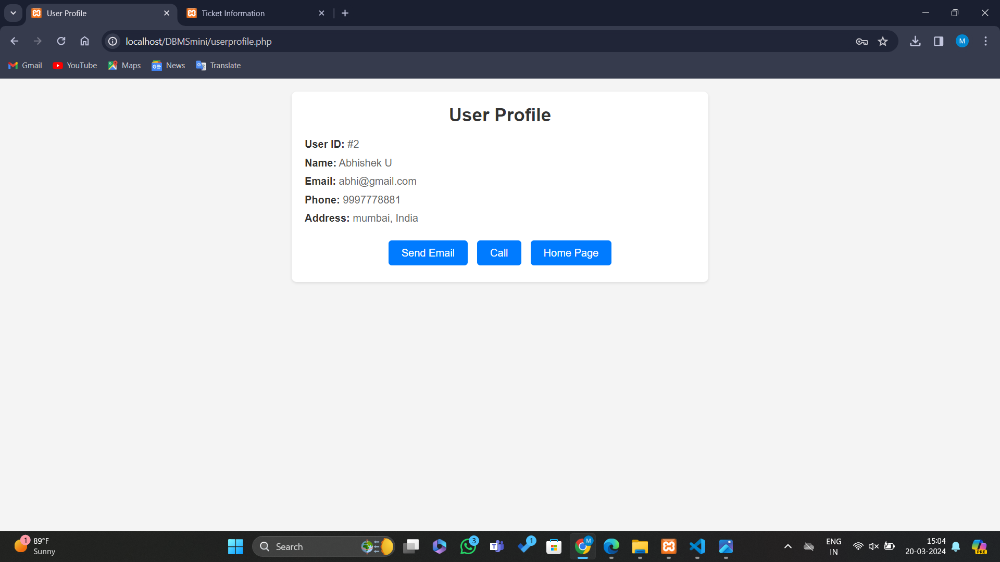 User Profile
Ticket Information
localhost/DBMSmini/userprofile.php
M
Gmail
YouTube
Maps
News
Translate
User Profile
User ID: #2
Name: Abhishek U
Email: abhi@gmail.com
Phone: 9997778881
Address: mumbai, India
Send Email
Call
Home Page
1
89°F
Sunny
Search
3
1
M
ENG
IN
15:04
20-03-2024
PRE